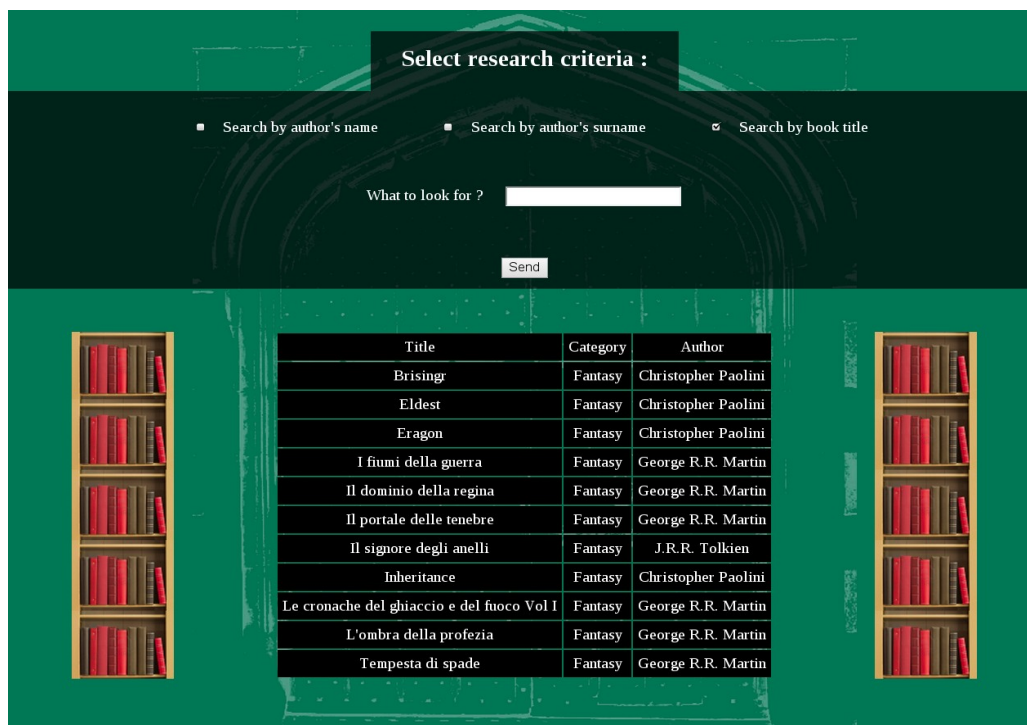 Select research criteria :
Search by author's name Search by author's surname Search by book title
What to look for ?
Send
Title Category Author
Brisingr Fantasy Christopher Paolini
Eldest Fantasy Christopher Paolini
Eragon Fantasy Christopher Paolini
I fiumi della guerra Fantasy George R.R. Martin
Il dominio della regina Fantasy George R.R. Martin
Il portale delle tenebre Fantasy George R.R. Martin
Il signore degli anelli Fantasy J.R.R. Tolkien
Inheritance Fantasy Christopher Paolini
Le cronache del ghiaccio e del fuoco Vol I Fantasy George R.R. Martin
L'ombra della profezia Fantasy George R.R. Martin
Tempesta di spade Fantasy George R.R. Martin